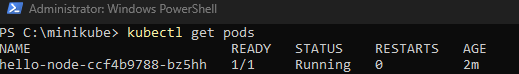 Administrator: Windows PowerShell
PS C:\minikube> kubectl get pods
NAME READY STATUS RESTARTS AGE
hello-node-ccf4b9788-bz5hh 1/1 Running 0 2m